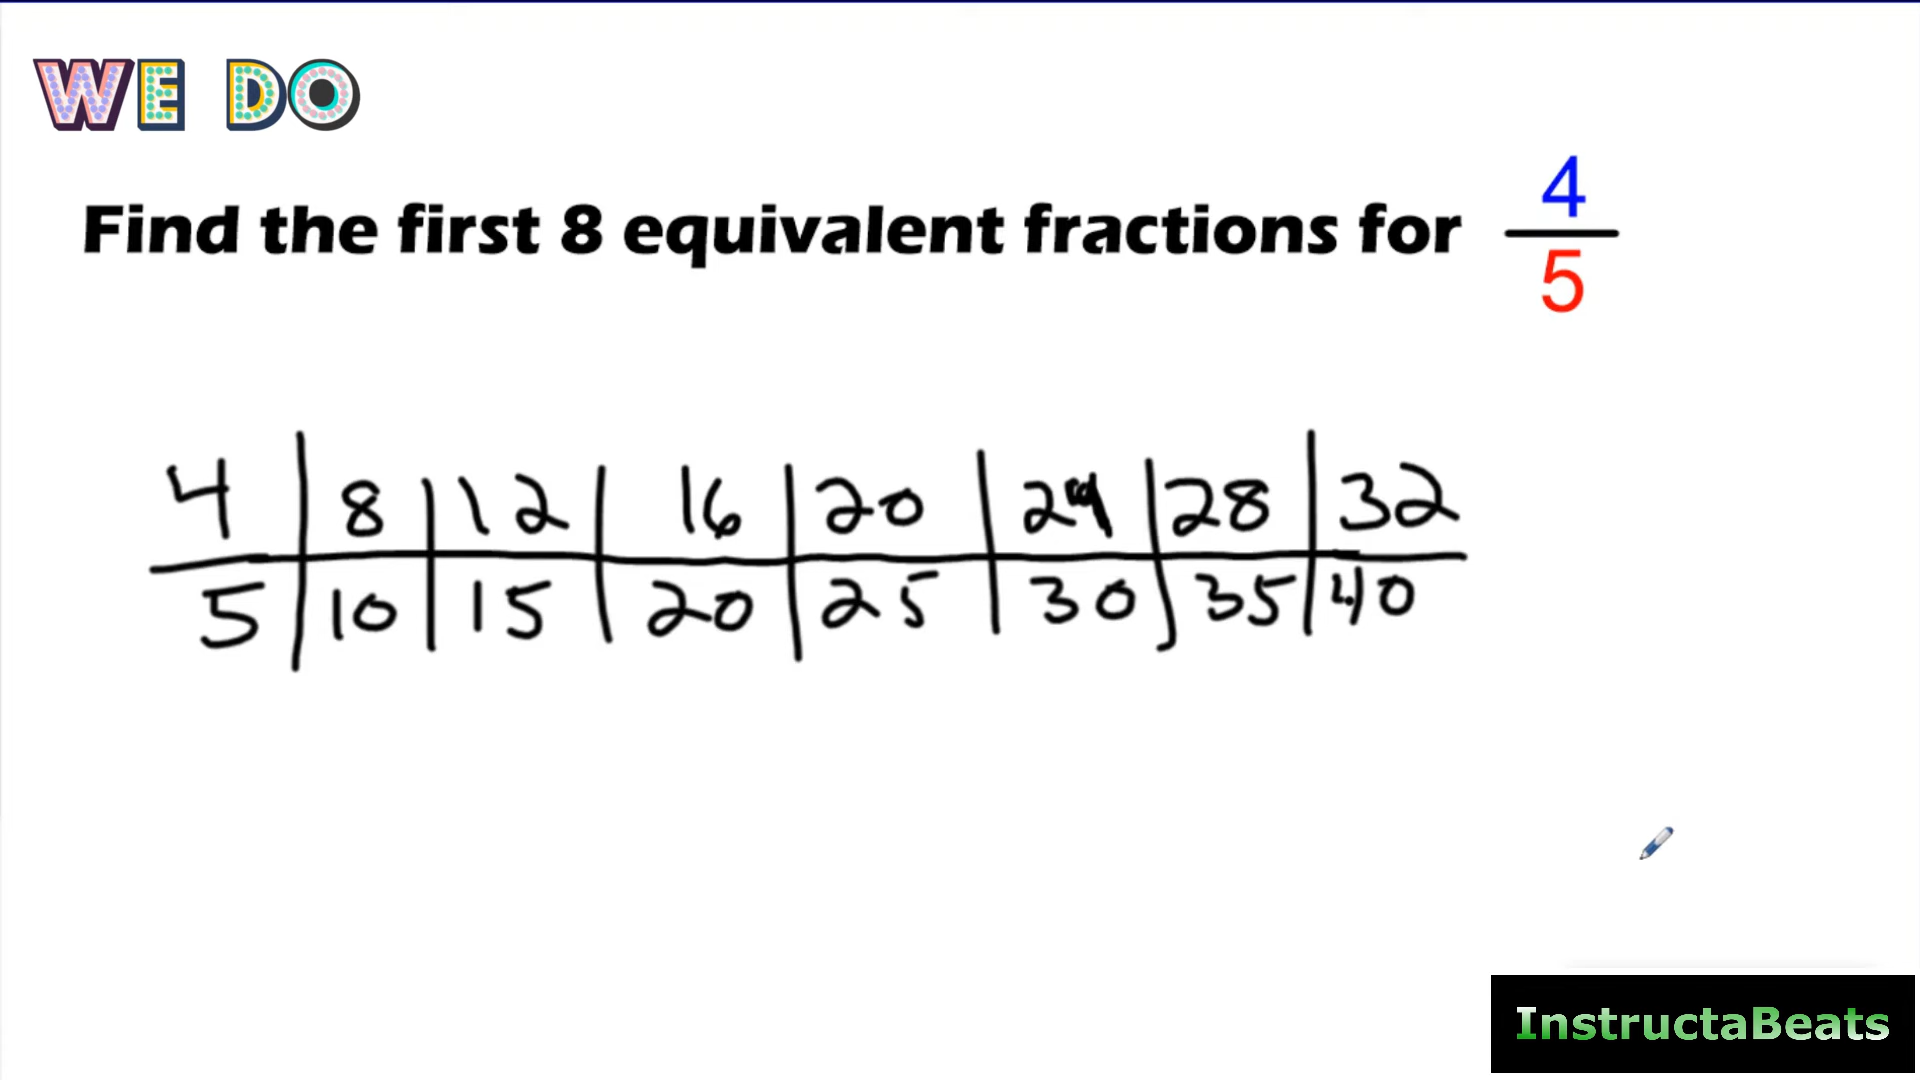 WE DO
Find the first 8 equivalent fractions for 4/5
4 | 8 | 12 | 16 | 20 | 24 | 28 | 32
5 | 10 | 15 | 20 | 25 | 30 | 35 | 40
InstructaBeats